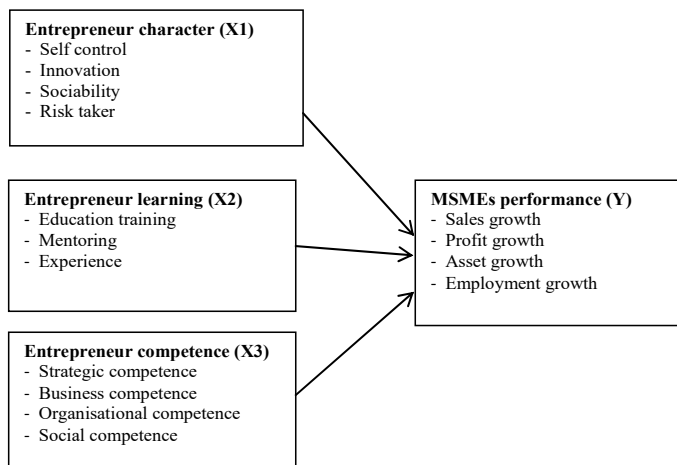 Entrepreneur character (X1)
- Self control
- Innovation
- Sociability
- Risk taker
Entrepreneur learning (X2)
- Education training
- Mentoring
- Experience
MSMEs performance (Y)
- Sales growth
- Profit growth
- Asset growth
- Employment growth
Entrepreneur competence (X3)
- Strategic competence
- Business competence
- Organisational competence
- Social competence